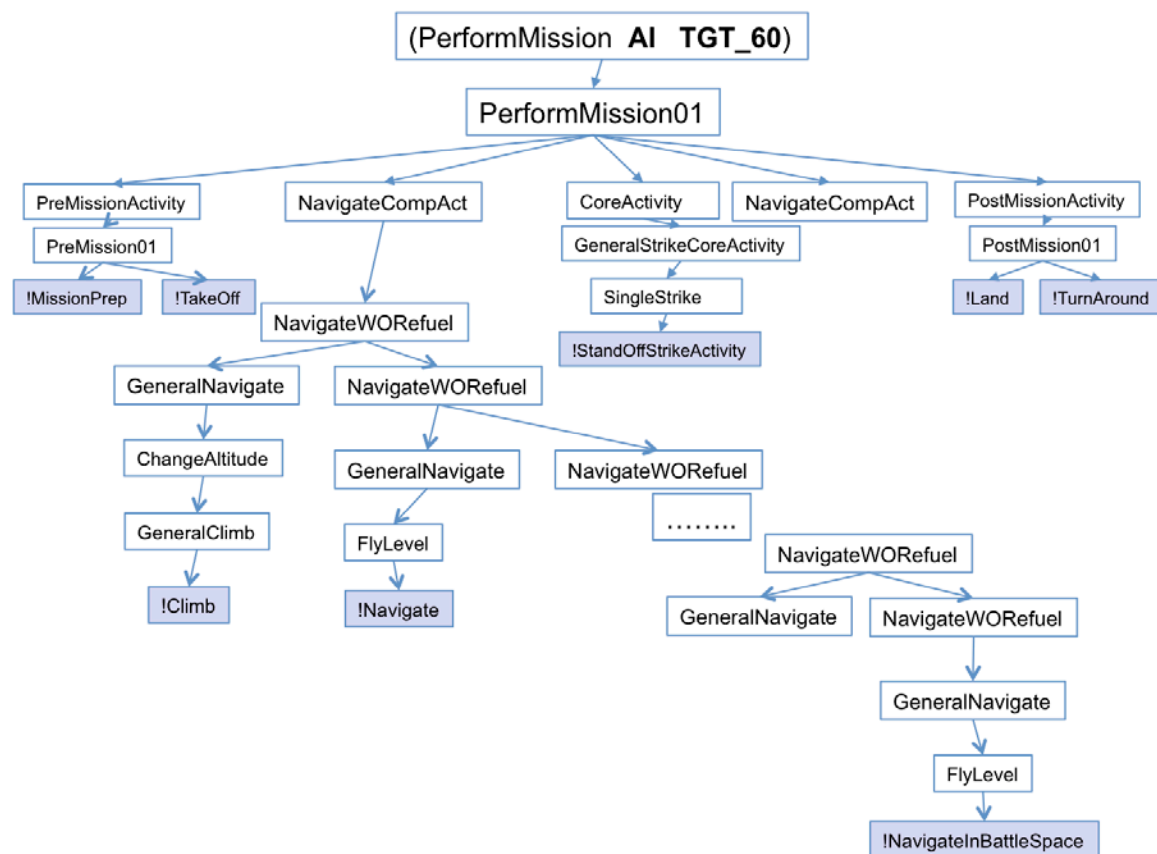 (PerformMission AI TGT_60)
PerformMission01
PreMissionActivity
NavigateCompAct
CoreActivity
NavigateCompAct
PostMissionActivity
PreMission01
GeneralStrikeCoreActivity
PostMission01
!MissionPrep
!TakeOff
SingleStrike
!Land
!TurnAround
NavigateWORefuel
!StandOffStrikeActivity
GeneralNavigate
NavigateWORefuel
ChangeAltitude
GeneralNavigate
NavigateWORefuel
........
GeneralClimb
FlyLevel
NavigateWORefuel
!Climb
!Navigate
GeneralNavigate
NavigateWORefuel
GeneralNavigate
FlyLevel
!NavigateInBattleSpace